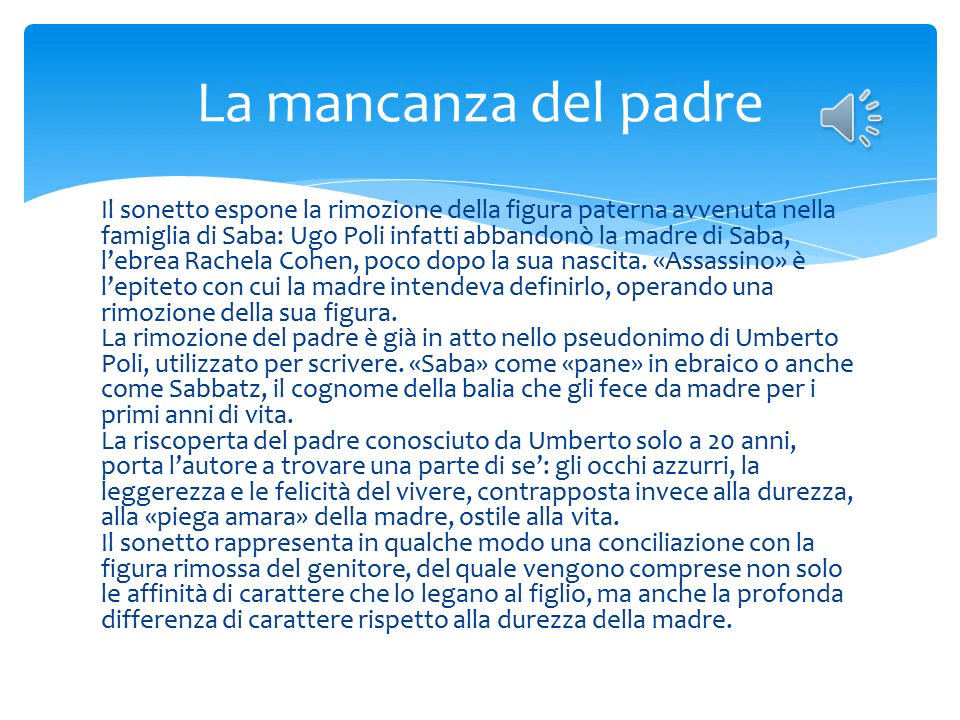 La mancanza del padre
Il sonetto espone la rimozione della figura paterna avvenuta nella
famiglia di Saba: Ugo Poli infatti abbandonò la madre di Saba,
l’ebrea Rachela Cohen, poco dopo la sua nascita. «Assassino» è
l’epiteto con cui la madre intendeva definirlo, operando una
rimozione della sua figura.
La rimozione del padre è già in atto nello pseudonimo di Umberto
Poli, utilizzato per scrivere. «Saba» come «pane» in ebraico o anche
come Sabbatz, il cognome della balia che gli fece da madre per i
primi anni di vita.
La riscoperta del padre conosciuto da Umberto solo a 20 anni,
porta l’autore a trovare una parte di se’: gli occhi azzurri, la
leggerezza e le felicità del vivere, contrapposta invece alla durezza,
alla «piega amara» della madre, ostile alla vita.
Il sonetto rappresenta in qualche modo una conciliazione con la
figura rimossa del genitore, del quale vengono comprese non solo
le affinità di carattere che lo legano al figlio, ma anche la profonda
differenza di carattere rispetto alla durezza della madre.